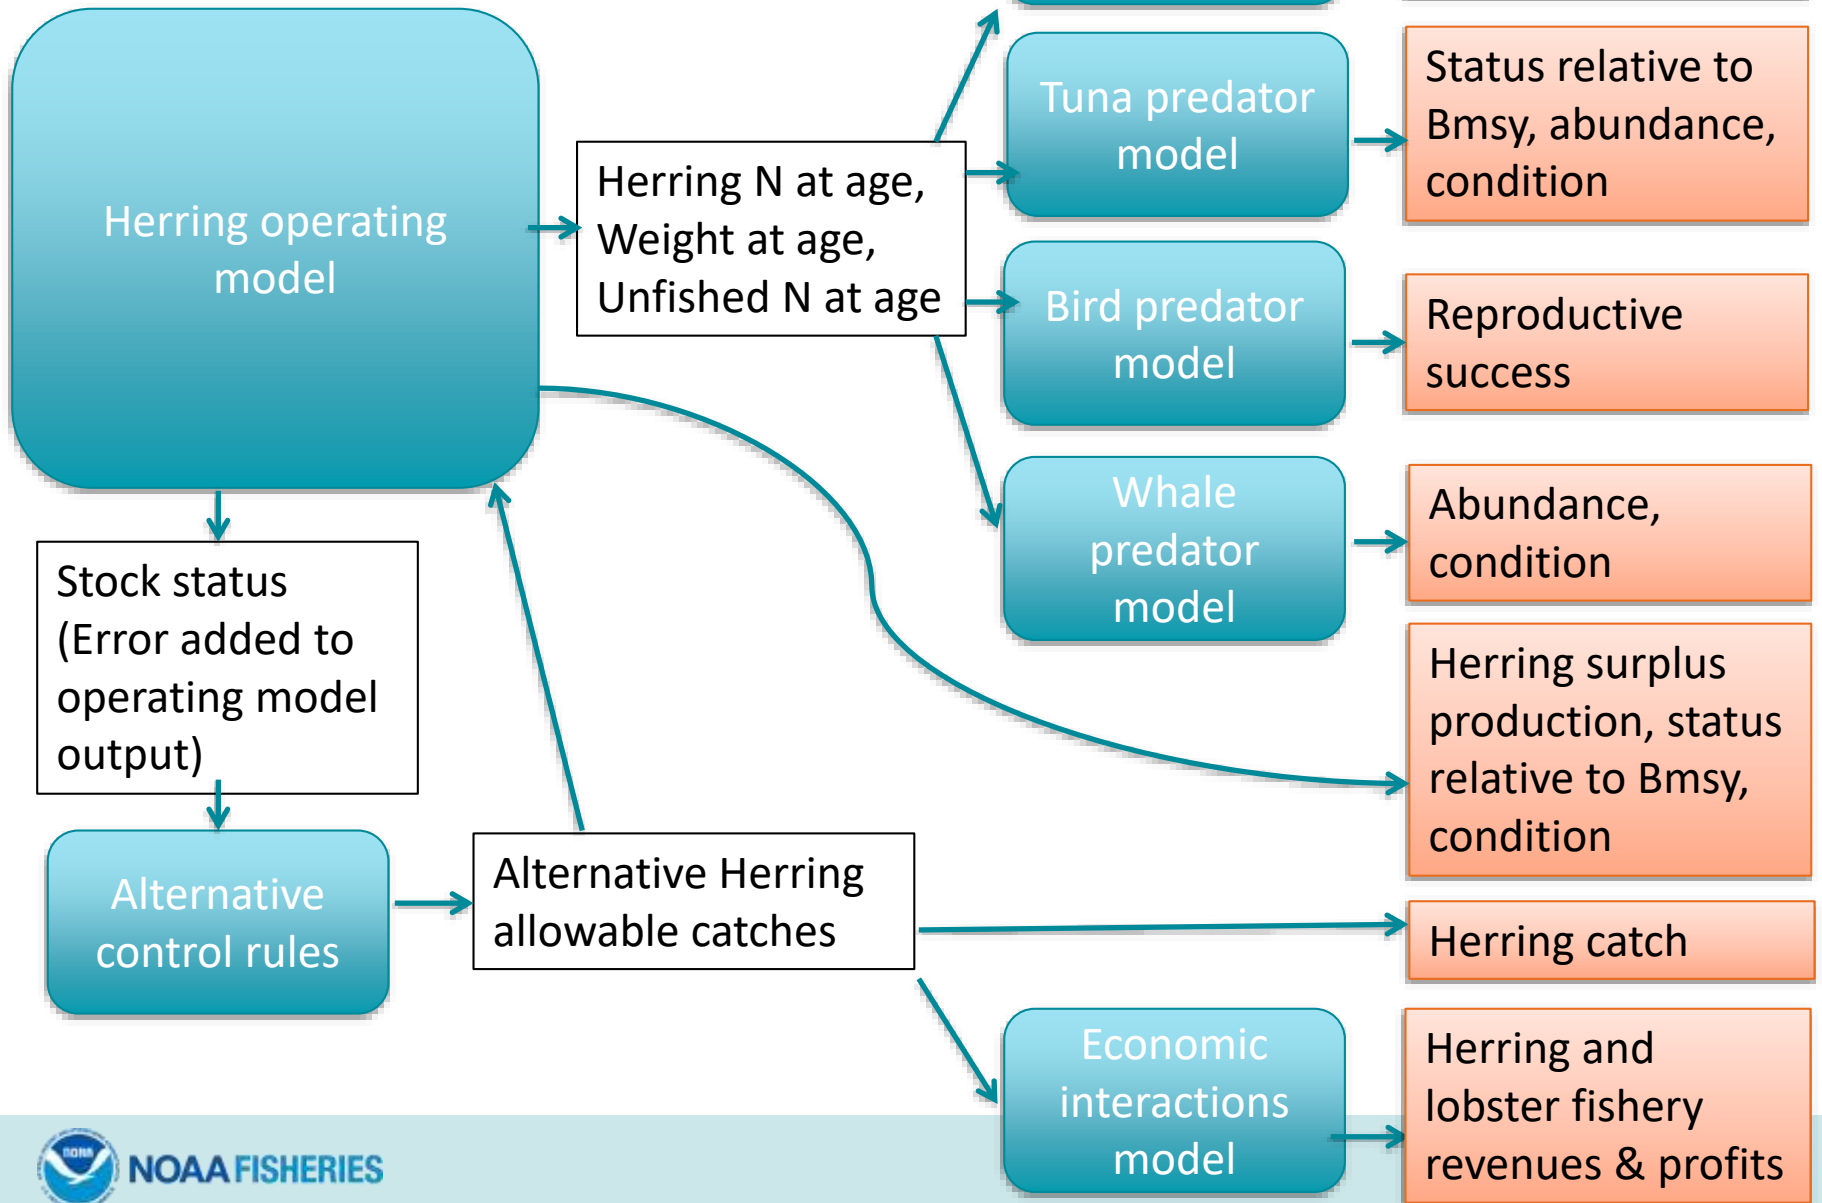 Herring operating
model
Herring N at age,
Weight at age,
Unfished N at age
Tuna predator
model
Status relative to
Bmsy, abundance,
condition
Bird predator
model
Reproductive
success
Whale
predator
model
Abundance,
condition
Stock status
(Error added to
operating model
output)
Herring surplus
production, status
relative to Bmsy,
condition
Alternative
control rules
Alternative Herring
allowable catches
Herring catch
Economic
interactions
model
Herring and
lobster fishery
revenues & profits
NOAA
NOAA FISHERIES